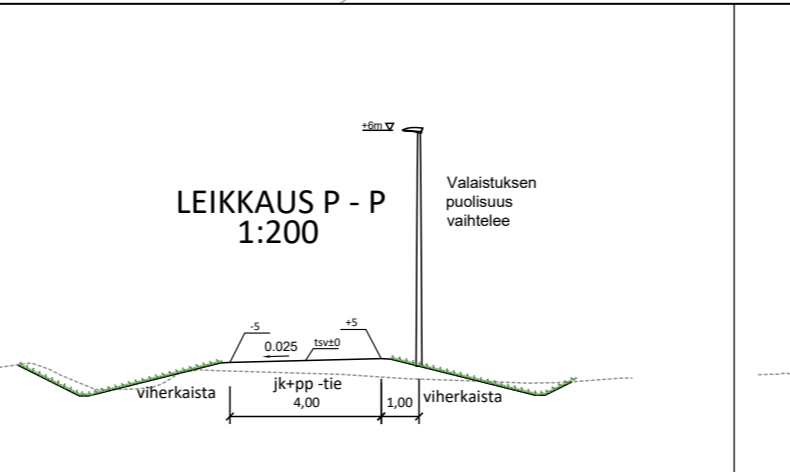 +6m
LEIKKAUS P - P
1:200
Valaistuksen
puolisuus
vaihtelee
-5
+5
0.025
tsv±0
viherkaista
jk+pp -tie
viherkaista
4,00
1,00